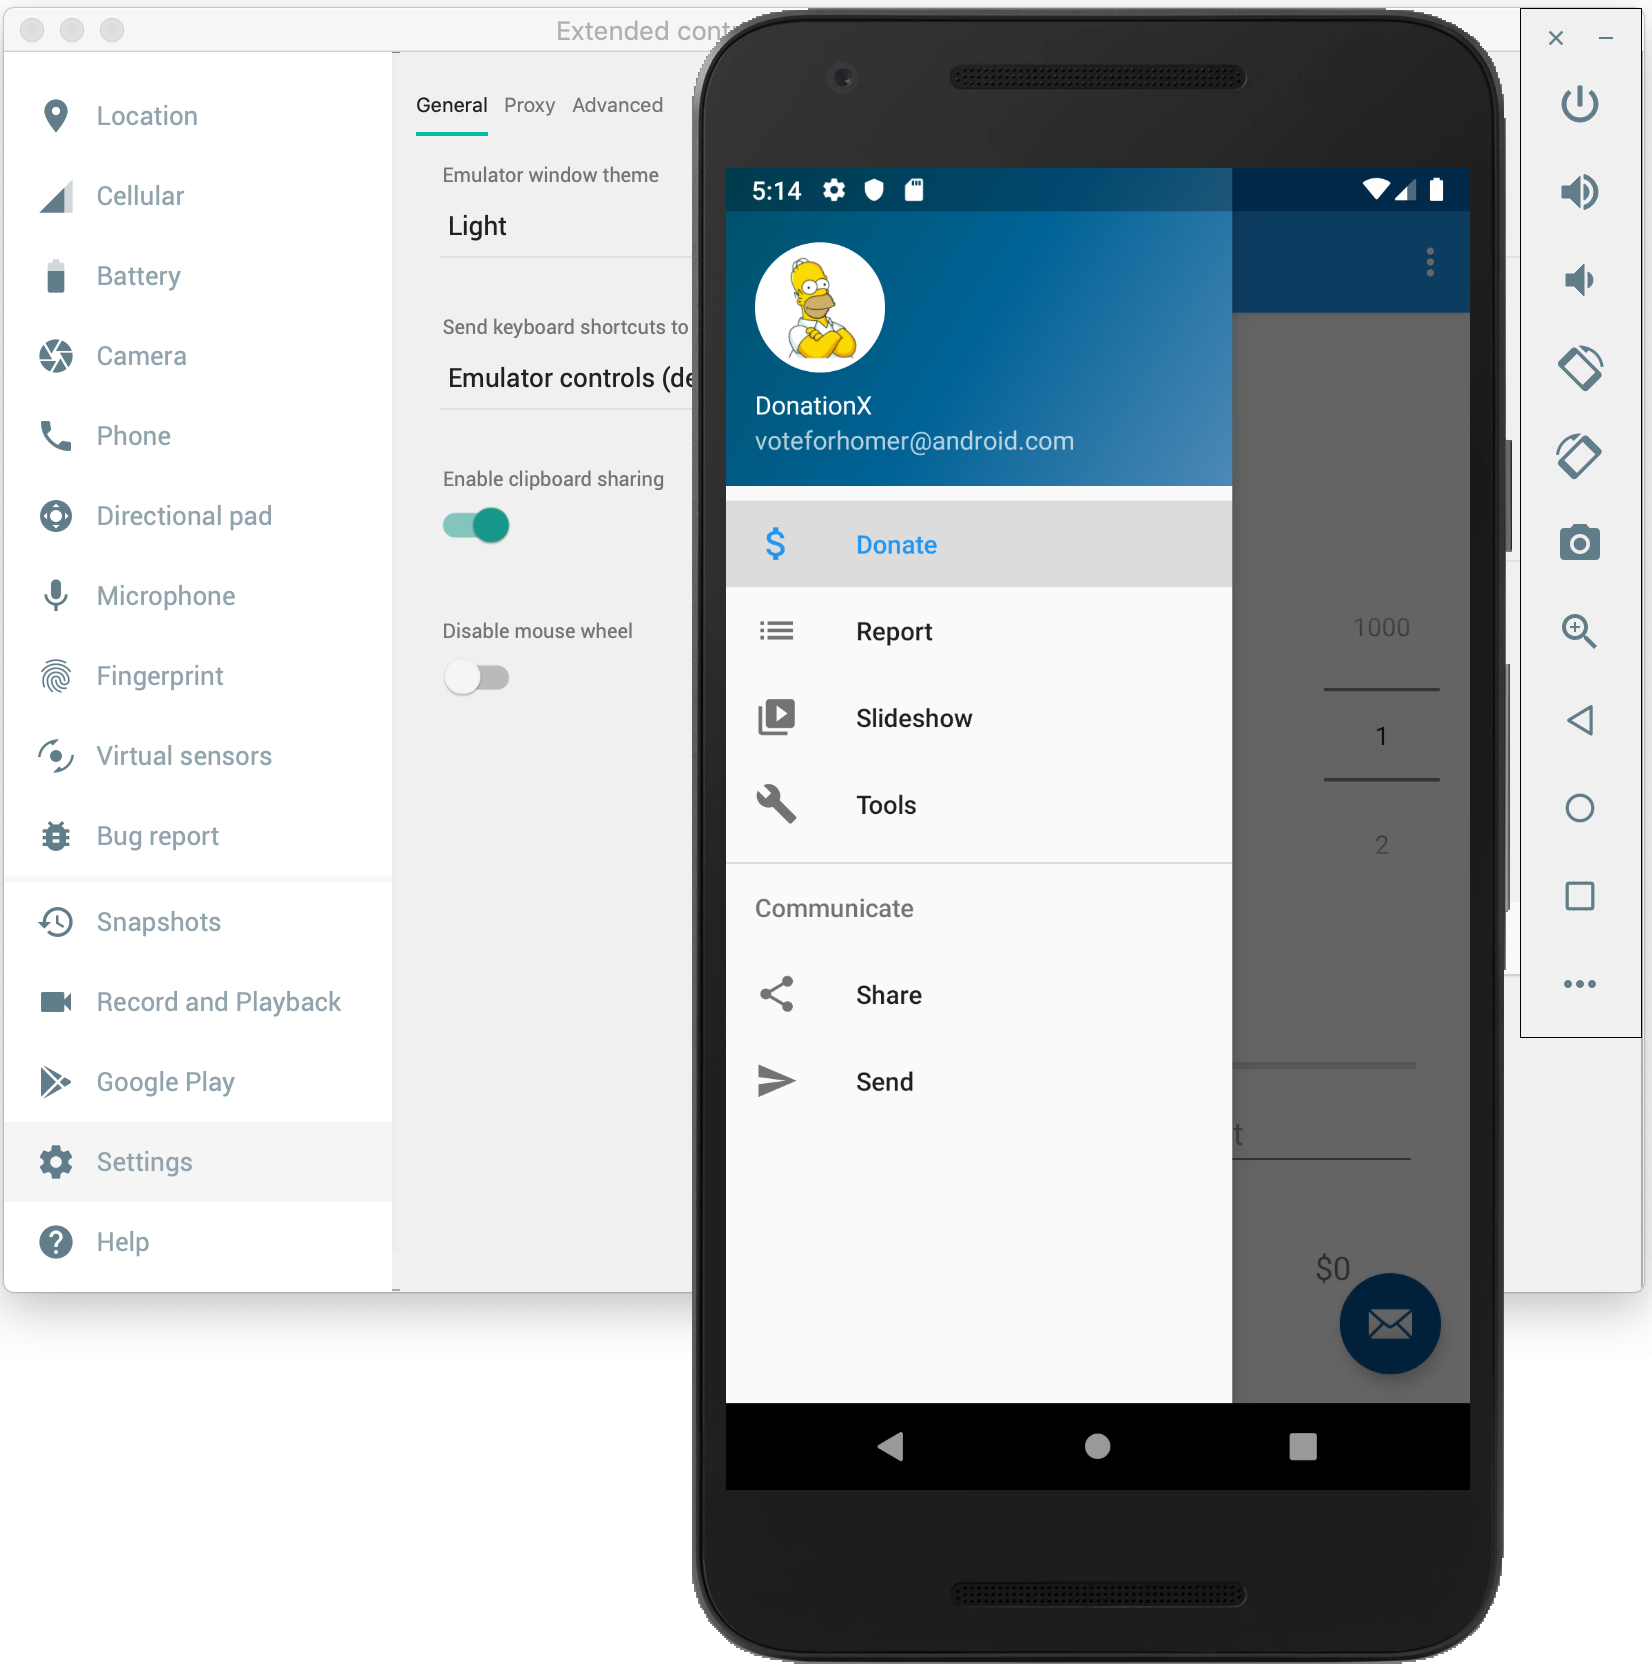 Extended cont
Location
Cellular
Battery
Camera
Phone
Directional pad
Microphone
Fingerprint
Virtual sensors
Bug report
Snapshots
Record and Playback
Google Play
Settings
Help
General Proxy Advanced
Emulator window theme
Light
Send keyboard shortcuts to
Emulator controls (de
Enable clipboard sharing
Disable mouse wheel
5:14
DonationX
voteforhomer@android.com
$ Donate
Report
Slideshow
Tools
Communicate
Share
Send
1000
1
2
t
$0